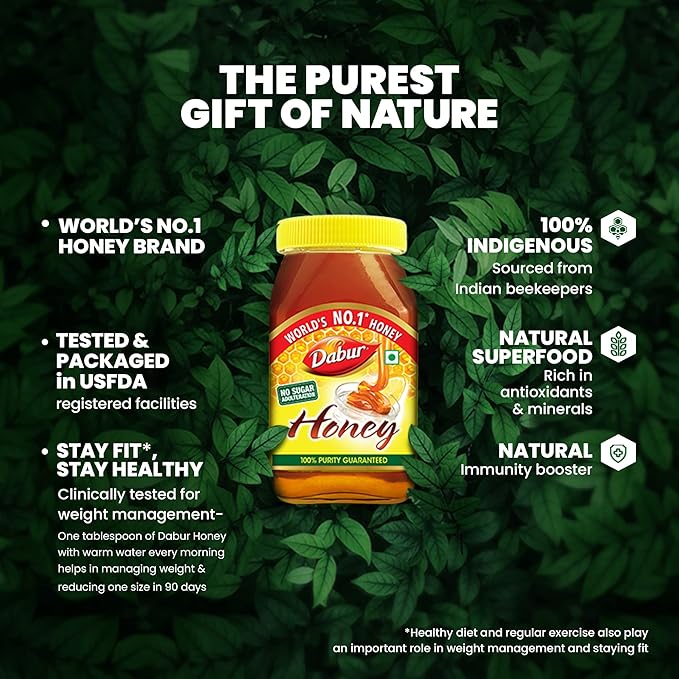 THE PUREST
GIFT OF NATURE
• WORLD'S NO.1
HONEY BRAND
• TESTED &
PACKAGED
in USFDA
registered facilities
• STAY FIT*,
STAY HEALTHY
Clinically tested for
weight management-
One tablespoon of Dabur Honey
with warm water every morning
helps in managing weight &
reducing one size in 90 days
WORLD'S NO.1* HONEY
Dabur
NO SUGAR
ADULTERATION
Honey
100% PURITY GUARANTEED
100%
INDIGENOUS
Sourced from
Indian beekeepers
NATURAL
SUPERFOOD
Rich in
antioxidants
& minerals
NATURAL
Immunity booster
*Healthy diet and regular exercise also play
an important role in weight management and staying fit